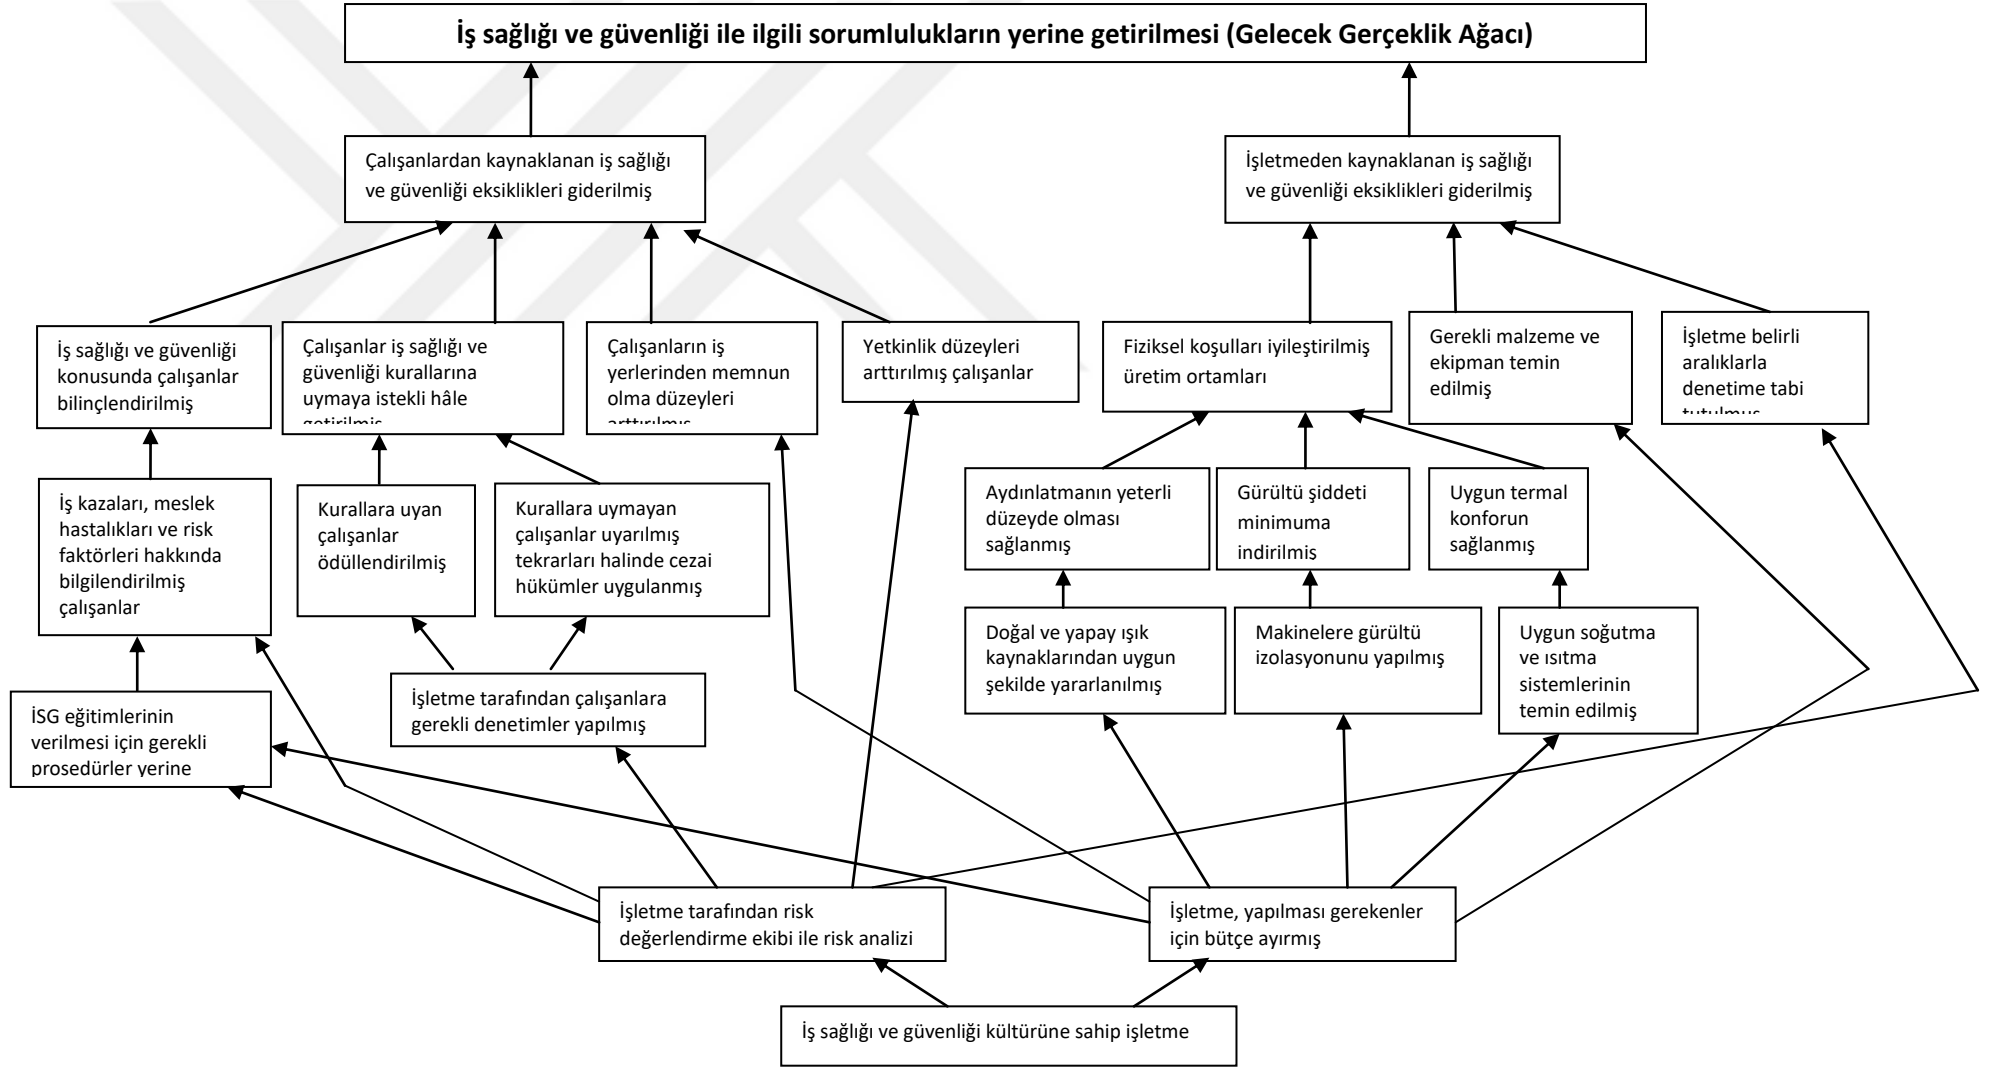 İş sağlığı ve güvenliği ile ilgili sorumlulukların yerine getirilmesi (Gelecek Gerçeklik Ağacı)
Çalışanlardan kaynaklanan iş sağlığı
ve güvenliği eksiklikleri giderilmiş
İşletmeden kaynaklanan iş sağlığı
ve güvenliği eksiklikleri giderilmiş
İş sağlığı ve güvenliği
konusunda çalışanlar
bilinçlendirilmiş
Çalışanlar iş sağlığı ve
güvenliği kurallarına
uymaya istekli hâle
getirilmiş
Çalışanların iş
yerlerinden memnun
olma düzeyleri
arttırılmış
Yetkinlik düzeyleri
arttırılmış çalışanlar
Fiziksel koşulları iyileştirilmiş
üretim ortamları
Gerekli malzeme ve
ekipman temin
edilmiş
İşletme belirli
aralıklarla
denetime tabi
tutulmuş
İş kazaları, meslek
hastalıkları ve risk
faktörleri hakkında
bilgilendirilmiş
çalışanlar
Kurallara uyan
çalışanlar
ödüllendirilmiş
Kurallara uymayan
çalışanlar uyarılmış
tekrarları halinde cezai
hükümler uygulanmış
Aydınlatmanın yeterli
düzeyde olması
sağlanmış
Gürültü şiddeti
minimuma
indirilmiş
Uygun termal
konforun
sağlanmış
Doğal ve yapay ışık
kaynaklarından uygun
şekilde yararlanılmış
Makinelere gürültü
izolasyonunu yapılmış
Uygun soğutma
ve ısıtma
sistemlerinin
temin edilmiş
İSG eğitimlerinin
verilmesi için gerekli
prosedürler yerine
İşletme tarafından çalışanlara
gerekli denetimler yapılmış
İşletme tarafından risk
değerlendirme ekibi ile risk analizi
İşletme, yapılması gerekenler
için bütçe ayırmış
İş sağlığı ve güvenliği kültürüne sahip işletme